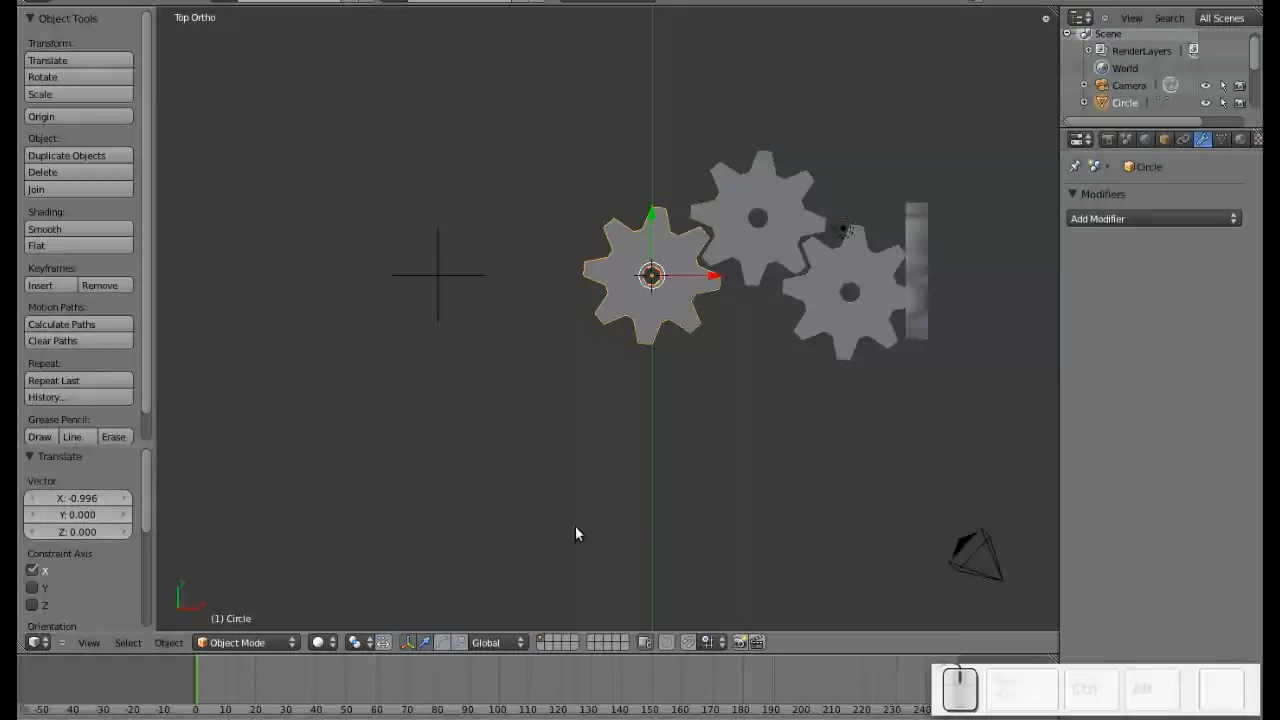 Object Tools
Transform:
Translate
Rotate
Scale
Origin
Object:
Duplicate Objects
Delete
Join
Shading:
Smooth
Flat
Keyframes:
Insert Remove
Motion Paths:
Calculate Paths
Clear Paths
Repeat:
Repeat Last
History...
Grease Pencil:
Draw Line Erase
Translate
Vector
X: -0.996
Y: 0.000
Z: 0.000
Constraint Axis
X
Y
Z
Orientation
Top Ortho
(1) Circle
View Select Object Object Mode Global
-50 -40 -30 -20 -10 0 10 20 30 40 50 60 70 80 90 100 110 120 130 140 150 160 170 180 190 200 210 220 230 240
View Search All Scenes
Scene
RenderLayers
World
Camera
Circle
Circle
Modifiers
Add Modifier
Ctrl Alt